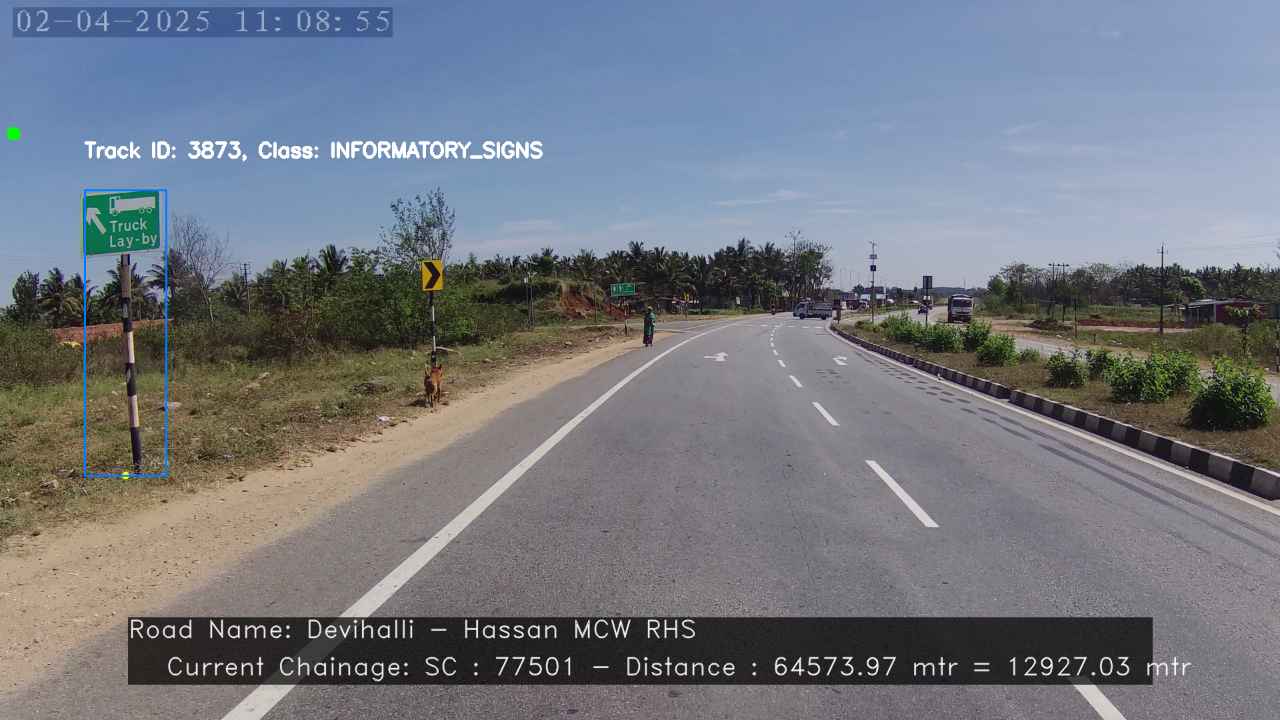 02-04-2025 11:08:55
Track ID: 3873, Class: INFORMATORY_SIGNS
Truck
Lay-by
Road Name: Devihalli - Hassan MCW RHS
Current Chainage: SC : 77501 - Distance : 64573.97 mtr = 12927.03 mtr